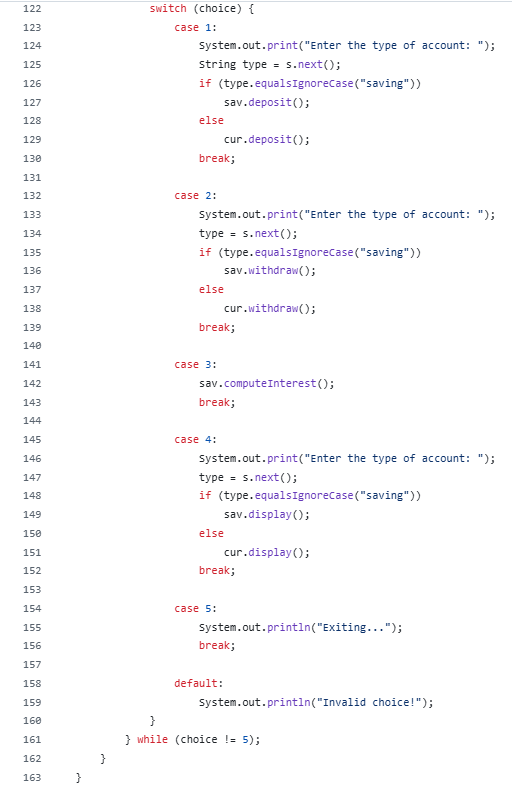 122                 switch (choice) {
123                     case 1:
124                         System.out.print("Enter the type of account: ");
125                         String type = s.next();
126                         if (type.equalsIgnoreCase("saving"))
127                             sav.deposit();
128                         else
129                             cur.deposit();
130                         break;
131
132                     case 2:
133                         System.out.print("Enter the type of account: ");
134                         type = s.next();
135                         if (type.equalsIgnoreCase("saving"))
136                             sav.withdraw();
137                         else
138                             cur.withdraw();
139                         break;
140
141                     case 3:
142                         sav.computeInterest();
143                         break;
144
145                     case 4:
146                         System.out.print("Enter the type of account: ");
147                         type = s.next();
148                         if (type.equalsIgnoreCase("saving"))
149                             sav.display();
150                         else
151                             cur.display();
152                         break;
153
154                     case 5:
155                         System.out.println("Exiting...");
156                         break;
157
158                     default:
159                         System.out.println("Invalid choice!");
160                 }
161             } while (choice != 5);
162         }
163     }